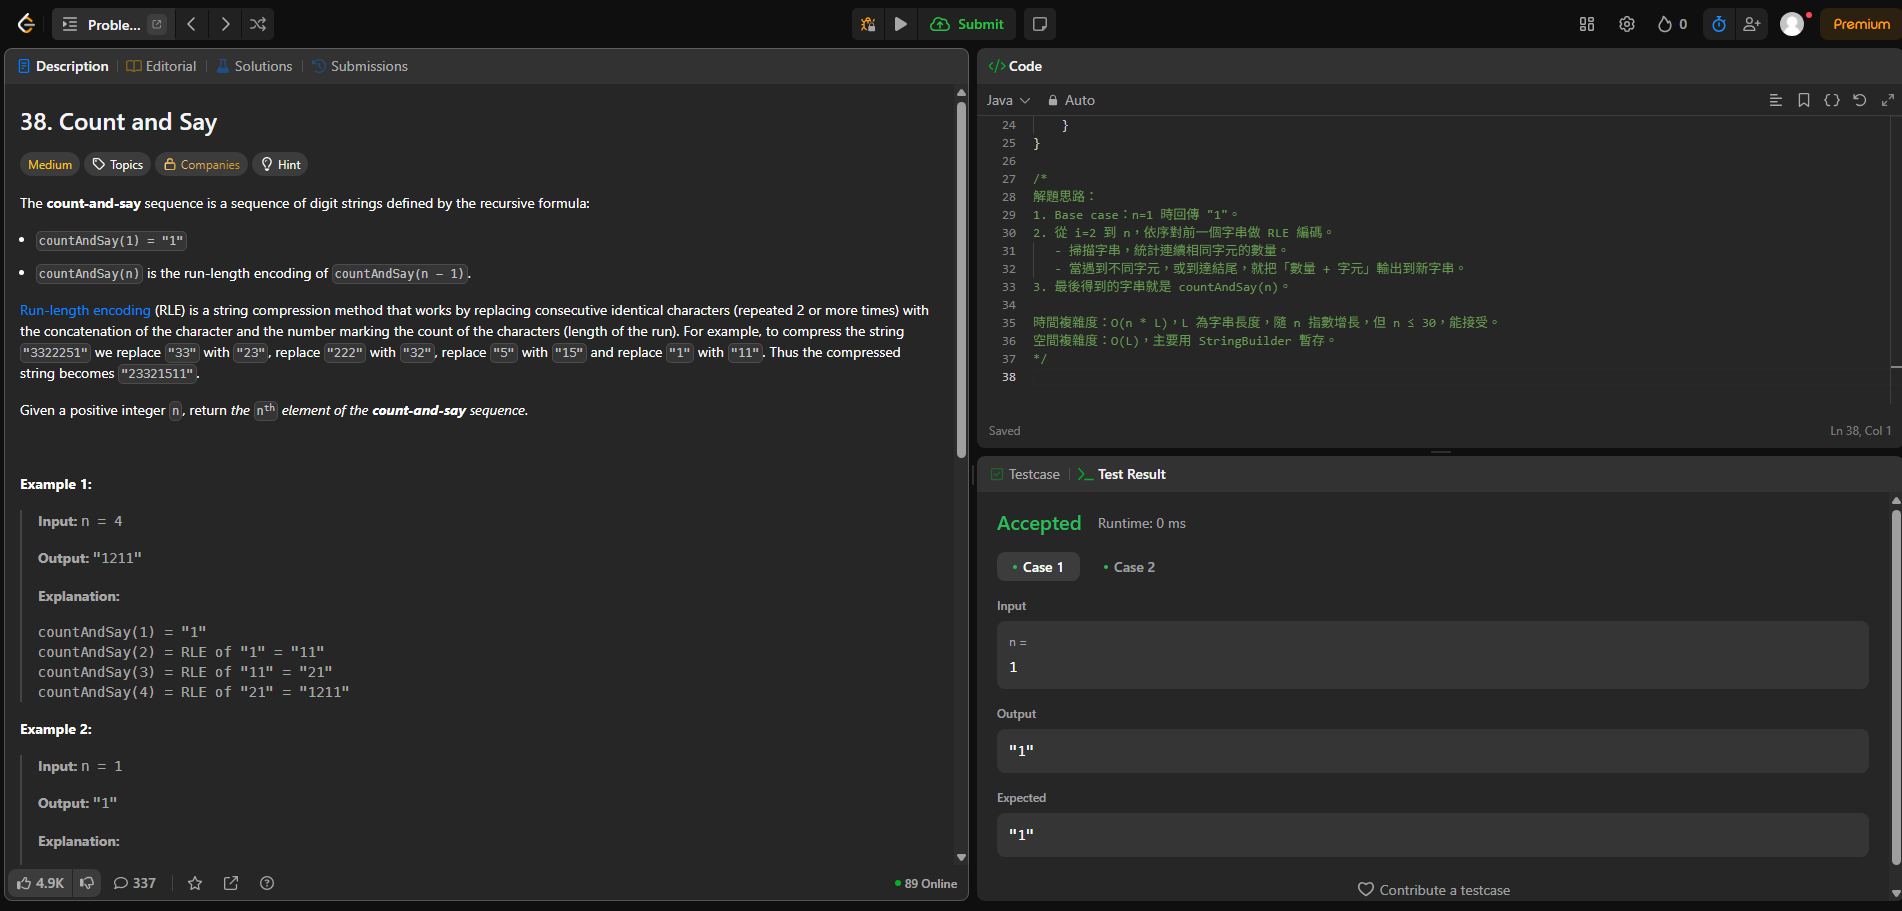 Proble...
Submit
0
Premium
Description
Editorial
Solutions
Submissions
38. Count and Say
Medium
Topics
Companies
Hint
The count-and-say sequence is a sequence of digit strings defined by the recursive formula:
countAndSay(1) = "1"
countAndSay(n) is the run-length encoding of countAndSay(n - 1).
Run-length encoding (RLE) is a string compression method that works by replacing consecutive identical characters (repeated 2 or more times) with
the concatenation of the character and the number marking the count of the characters (length of the run). For example, to compress the string
"3322251" we replace "33" with "23", replace "222" with "32", replace "5" with "15" and replace "1" with "11". Thus the compressed
string becomes "23321511".
Given a positive integer n, return the nth element of the count-and-say sequence.
Example 1:
Input: n = 4
Output: "1211"
Explanation:
countAndSay(1) = "1"
countAndSay(2) = RLE of "1" = "11"
countAndSay(3) = RLE of "11" = "21"
countAndSay(4) = RLE of "21" = "1211"
Example 2:
Input: n = 1
Output: "1"
Explanation:
4.9K
337
89 Online
Code
Java
Auto
24 }
25 }
26
27 /*
28 解題思路：
29 1. Base case：n=1 時回傳 "1"。
30 2. 從 i=2 到 n，依序對前一個字串做 RLE 編碼。
31 - 掃描字串，統計連續相同字元的數量。
32 - 當遇到不同字元，或到達結尾，就把「數量 + 字元」輸出到新字串。
33 3. 最後得到的字串就是 countAndSay(n)。
34
35 時間複雜度：O(n * L)，L 為字串長度，隨 n 指數增長，但 n ≤ 30，能接受。
36 空間複雜度：O(L)，主要用 StringBuilder 暫存。
37 */
38
Saved
Ln 38, Col 1
Testcase
Test Result
Accepted
Runtime: 0 ms
Case 1
Case 2
Input
n =
1
Output
"1"
Expected
"1"
Contribute a testcase